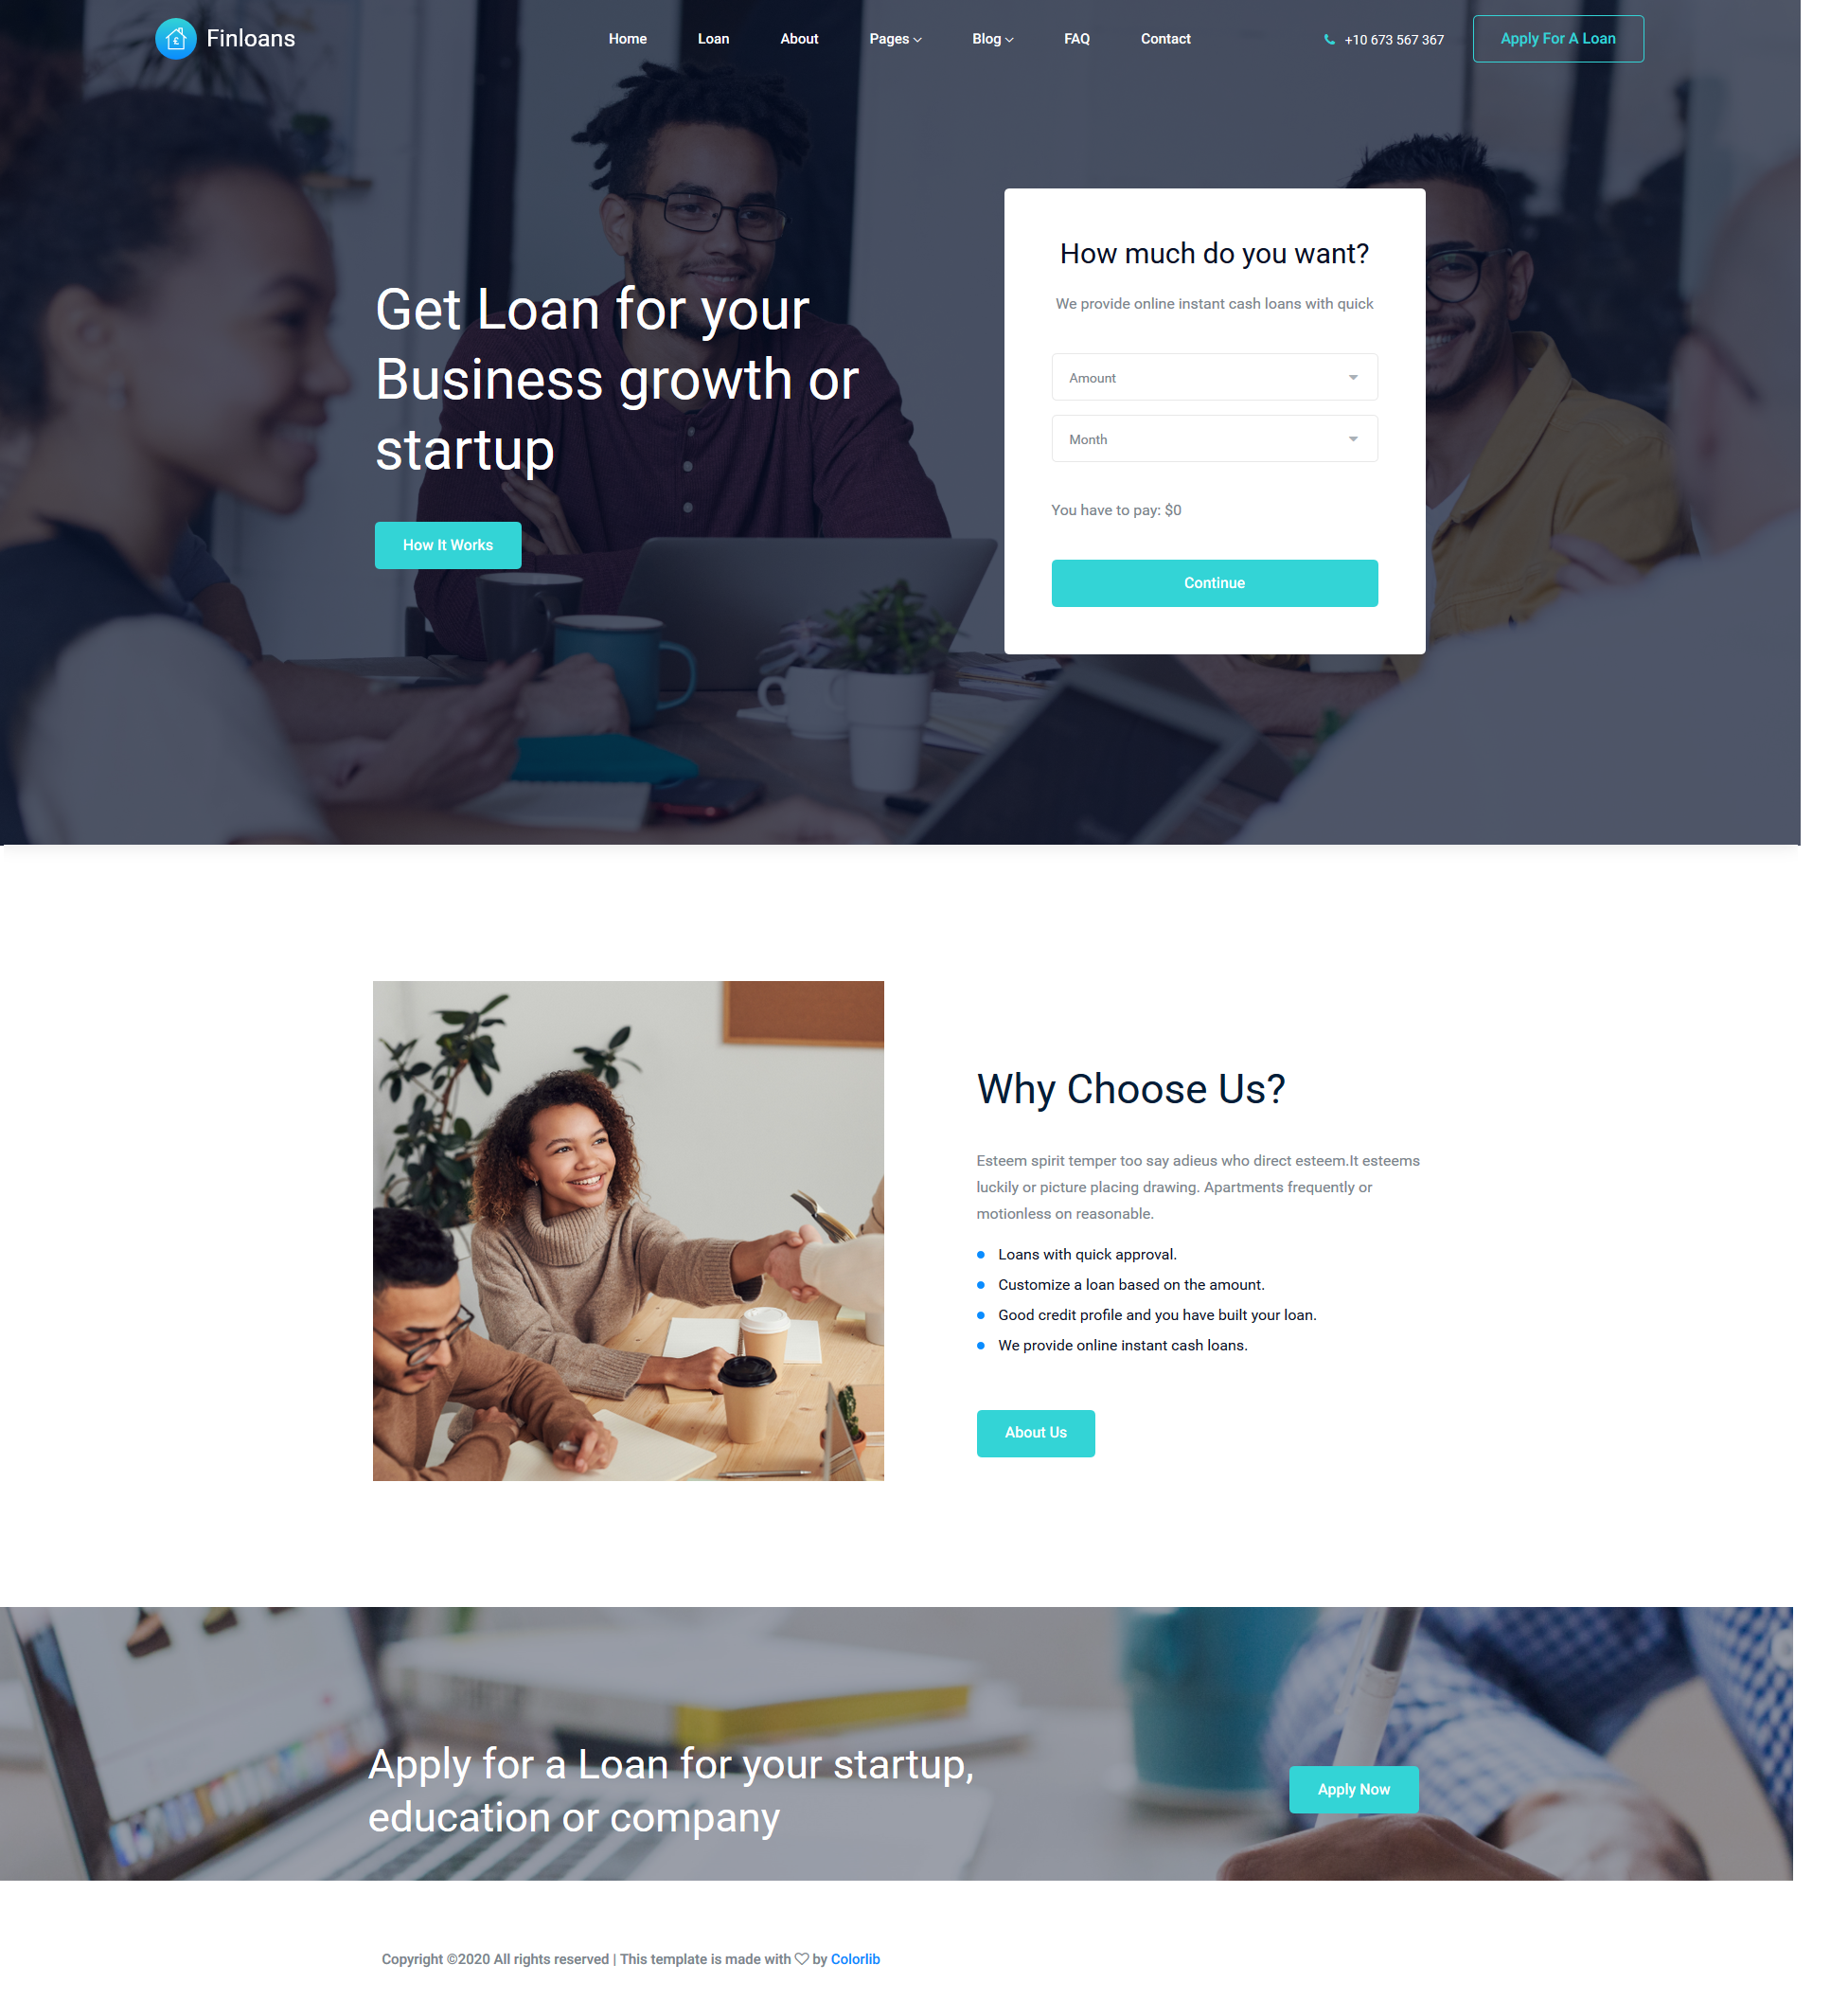 Finloans
Home Loan About Pages Blog FAQ Contact
+10 673 567 367
Apply For A Loan
Get Loan for your
Business growth or
startup
How It Works
How much do you want?
We provide online instant cash loans with quick
Amount
Month
You have to pay: $0
Continue
Why Choose Us?
Esteem spirit temper too say adieus who direct esteem.It esteems
luckily or picture placing drawing. Apartments frequently or
motionless on reasonable.
Loans with quick approval.
Customize a loan based on the amount.
Good credit profile and you have built your loan.
We provide online instant cash loans.
About Us
Apply for a Loan for your startup,
education or company
Apply Now
Copyright ©2020 All rights reserved | This template is made with ♡ by Colorlib